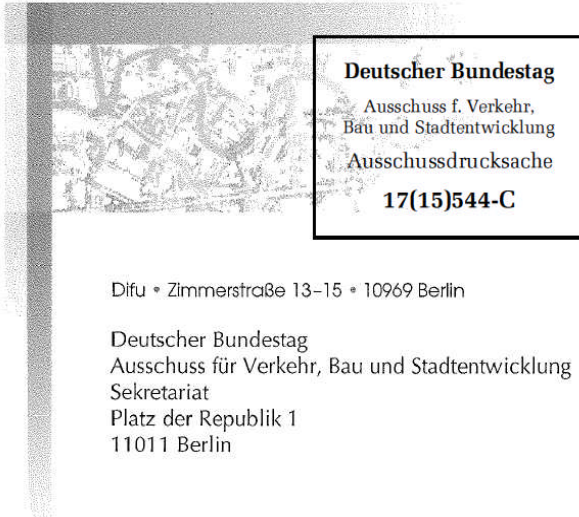 Deutscher Bundestag
Ausschuss f. Verkehr,
Bau und Stadtentwicklung
Ausschussdrucksache
17(15)544-C
Difu • Zimmerstraße 13–15 • 10969 Berlin
Deutscher Bundestag
Ausschuss für Verkehr, Bau und Stadtentwicklung
Sekretariat
Platz der Republik 1
11011 Berlin